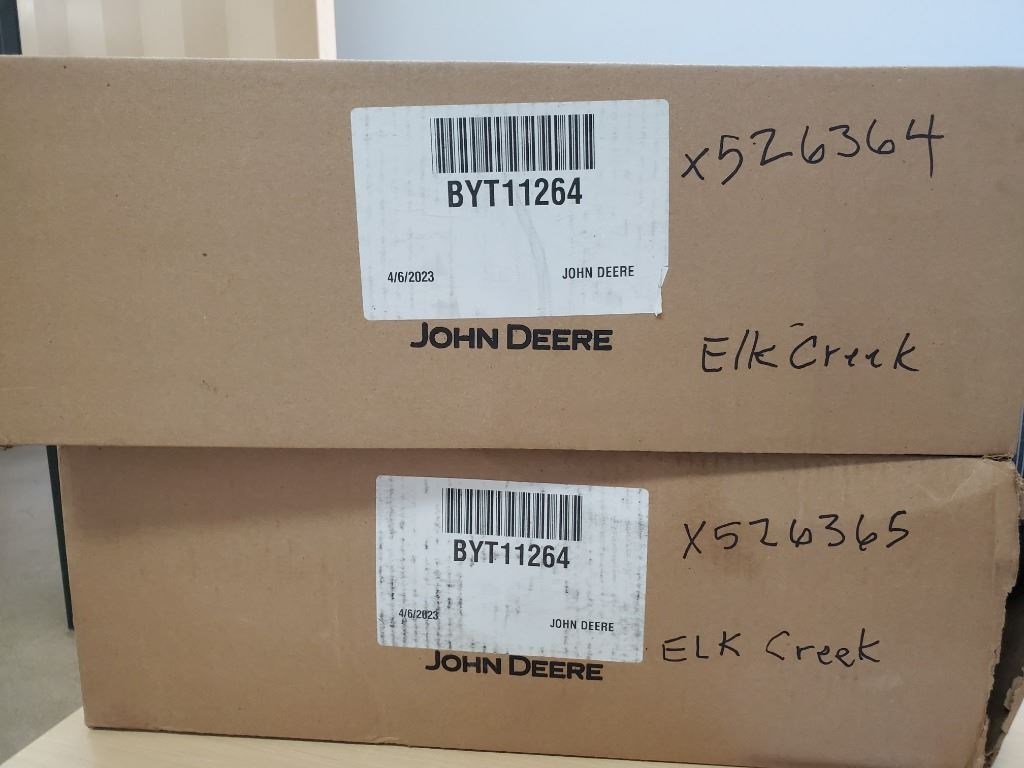 BYT11264
x526364
4/6/2023 JOHN DEERE
JOHN DEERE
Elk Creek
BYT11264
X526365
4/6/2023 JOHN DEERE
JOHN DEERE
ELK Creek